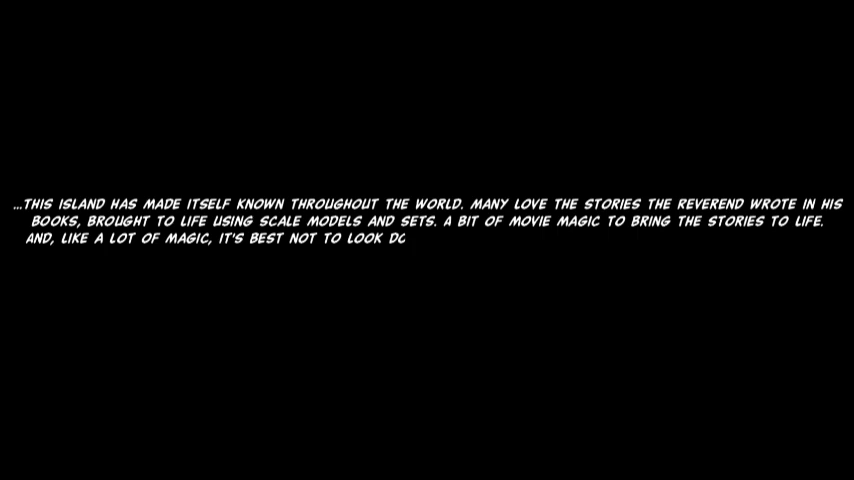 ...THIS ISLAND HAS MADE ITSELF KNOWN THROUGHOUT THE WORLD. MANY LOVE THE STORIES THE REVEREND WROTE IN HIS
BOOKS, BROUGHT TO LIFE USING SCALE MODELS AND SETS. A BIT OF MOVIE MAGIC TO BRING THE STORIES TO LIFE.
AND, LIKE A LOT OF MAGIC, IT'S BEST NOT TO LOOK DO